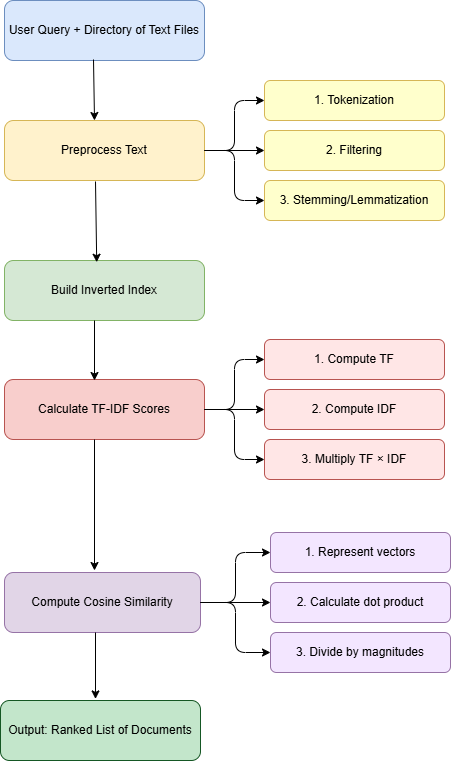 User Query + Directory of Text Files
Preprocess Text
1. Tokenization
2. Filtering
3. Stemming/Lemmatization
Build Inverted Index
Calculate TF-IDF Scores
1. Compute TF
2. Compute IDF
3. Multiply TF × IDF
Compute Cosine Similarity
1. Represent vectors
2. Calculate dot product
3. Divide by magnitudes
Output: Ranked List of Documents